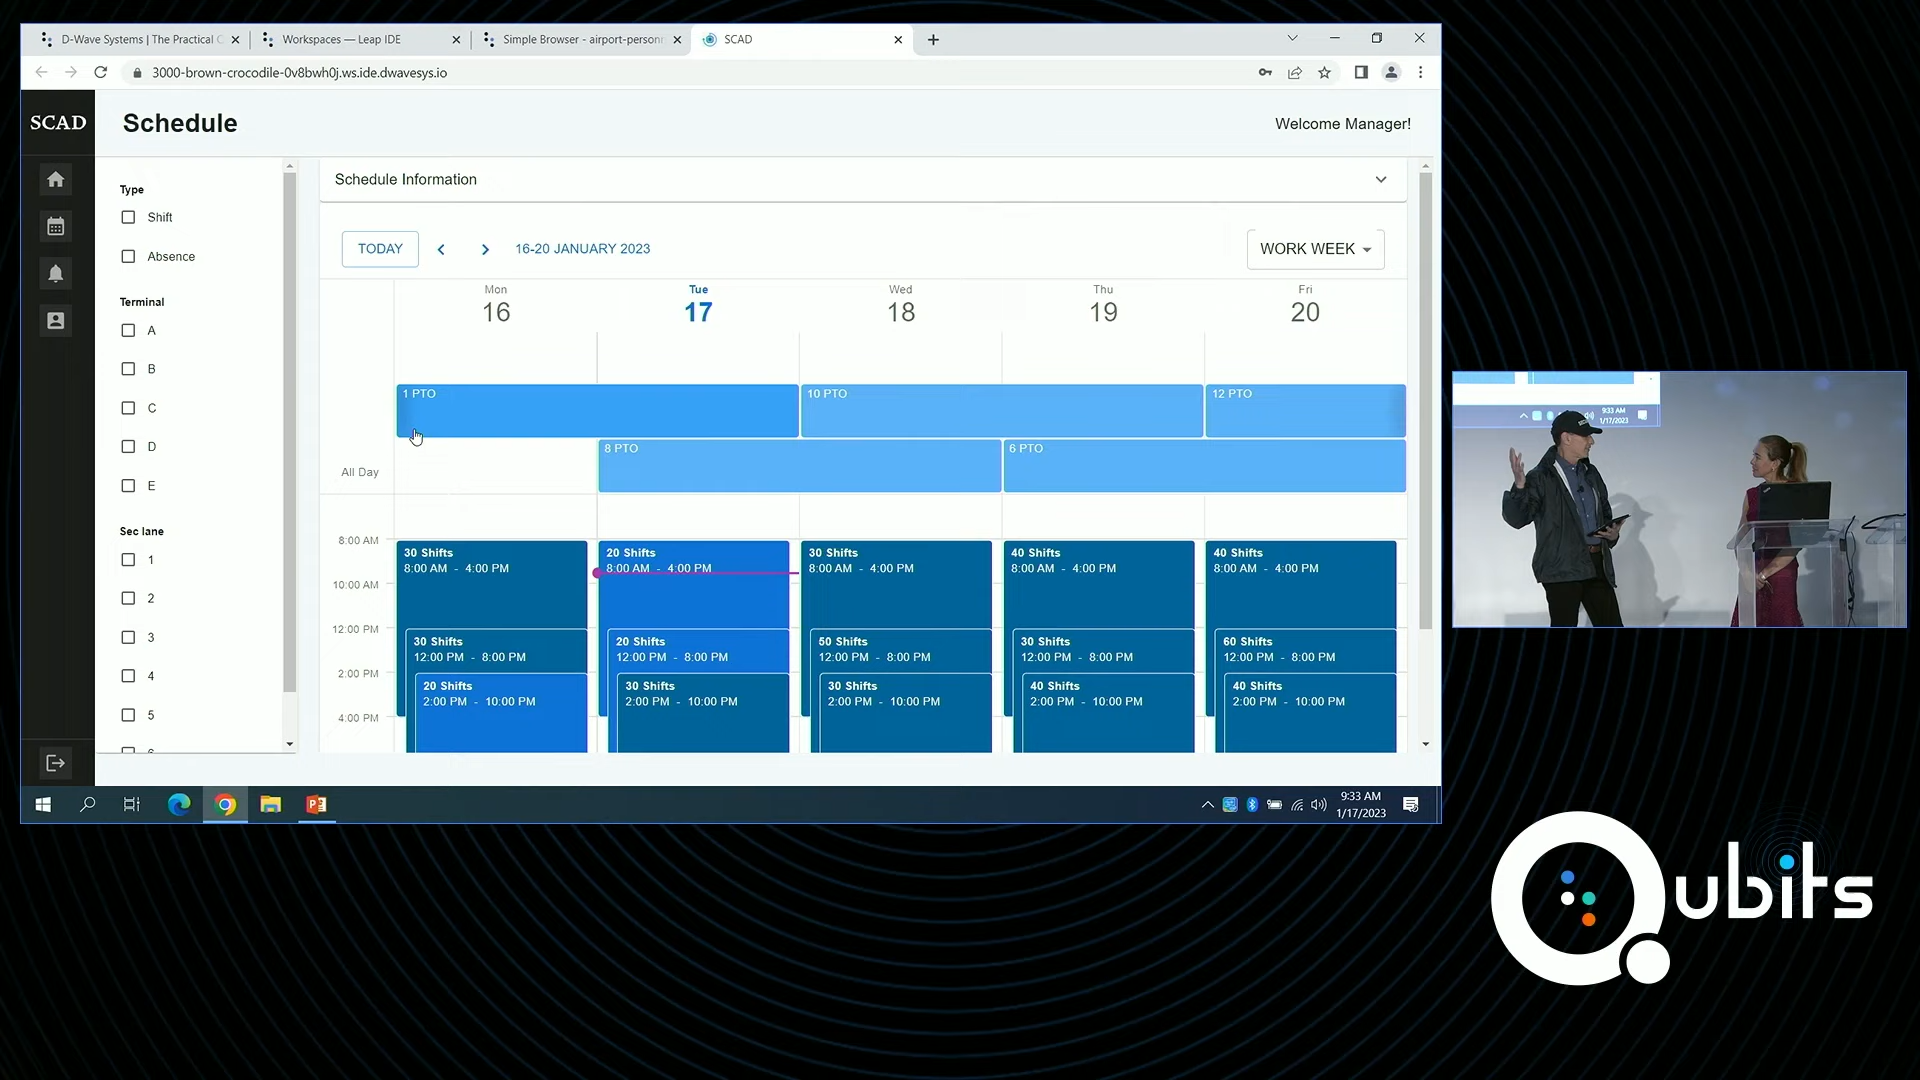 D-Wave Systems | The Practical
Workspaces — Leap IDE
Simple Browser - airport-personn
SCAD
3000-brown-crocodile-0v8bwh0j.ws.ide.dwavesys.io
SCAD
Schedule
Welcome Manager!
Type
Shift
Absence
Terminal
A
B
C
D
E
Sec lane
1
2
3
4
5
Schedule Information
TODAY
16-20 JANUARY 2023
WORK WEEK
Mon
16
Tue
17
Wed
18
Thu
19
Fri
20
1 PTO
10 PTO
12 PTO
8 PTO
6 PTO
All Day
8:00 AM
10:00 AM
12:00 PM
2:00 PM
4:00 PM
30 Shifts
8:00 AM - 4:00 PM
30 Shifts
12:00 PM - 8:00 PM
20 Shifts
2:00 PM - 10:00 PM
20 Shifts
8:00 AM - 4:00 PM
20 Shifts
12:00 PM - 8:00 PM
30 Shifts
2:00 PM - 10:00 PM
30 Shifts
8:00 AM - 4:00 PM
50 Shifts
12:00 PM - 8:00 PM
30 Shifts
2:00 PM - 10:00 PM
40 Shifts
8:00 AM - 4:00 PM
30 Shifts
12:00 PM - 8:00 PM
40 Shifts
2:00 PM - 10:00 PM
40 Shifts
8:00 AM - 4:00 PM
60 Shifts
12:00 PM - 8:00 PM
40 Shifts
2:00 PM - 10:00 PM
9:33 AM
1/17/2023
9:33 AM
1/17/2023
Qubits